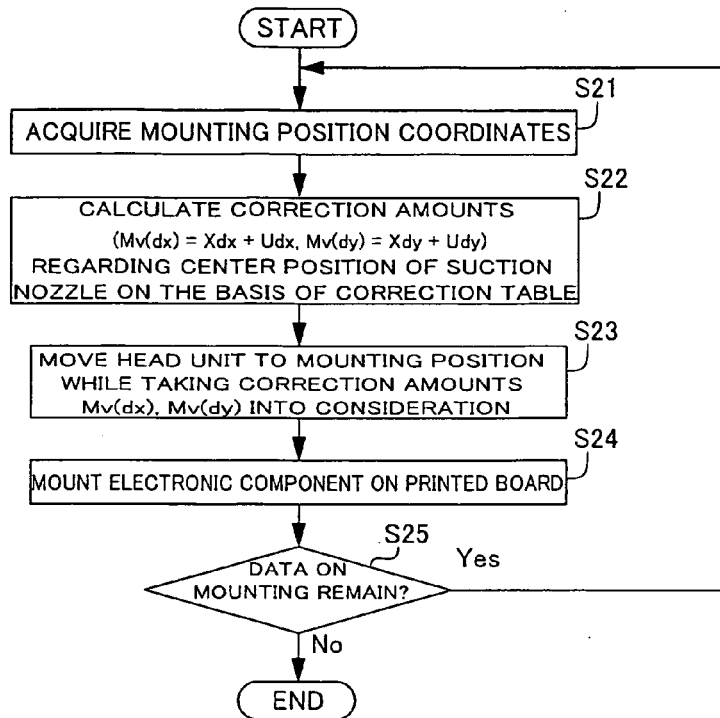 START
S21
ACQUIRE MOUNTING POSITION COORDINATES
S22
CALCULATE CORRECTION AMOUNTS
(Mv(dx) = Xdx + Udx, Mv(dy) = Xdy + Udy)
REGARDING CENTER POSITION OF SUCTION
NOZZLE ON THE BASIS OF CORRECTION TABLE
S23
MOVE HEAD UNIT TO MOUNTING POSITION
WHILE TAKING CORRECTION AMOUNTS
Mv(dx), Mv(dy) INTO CONSIDERATION
S24
MOUNT ELECTRONIC COMPONENT ON PRINTED BOARD
S25
DATA ON
MOUNTING REMAIN?
Yes
No
END